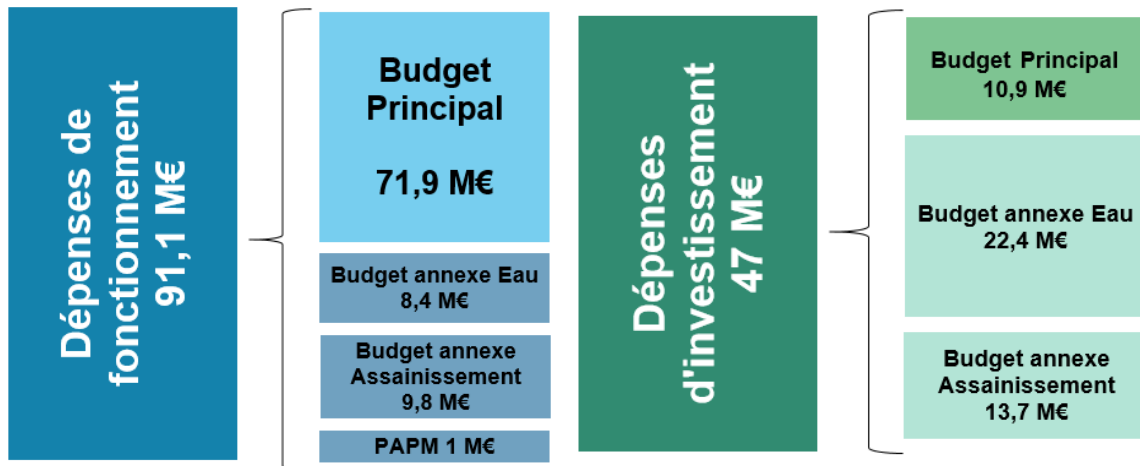 Dépenses de
fonctionnement
91,1 M€
Budget
Principal
71,9 M€
Budget annexe Eau
8,4 M€
Budget annexe
Assainissement
9,8 M€
PAPM 1 M€
Dépenses
d'investissement
47 M€
Budget Principal
10,9 M€
Budget annexe Eau
22,4 M€
Budget annexe
Assainissement
13,7 M€